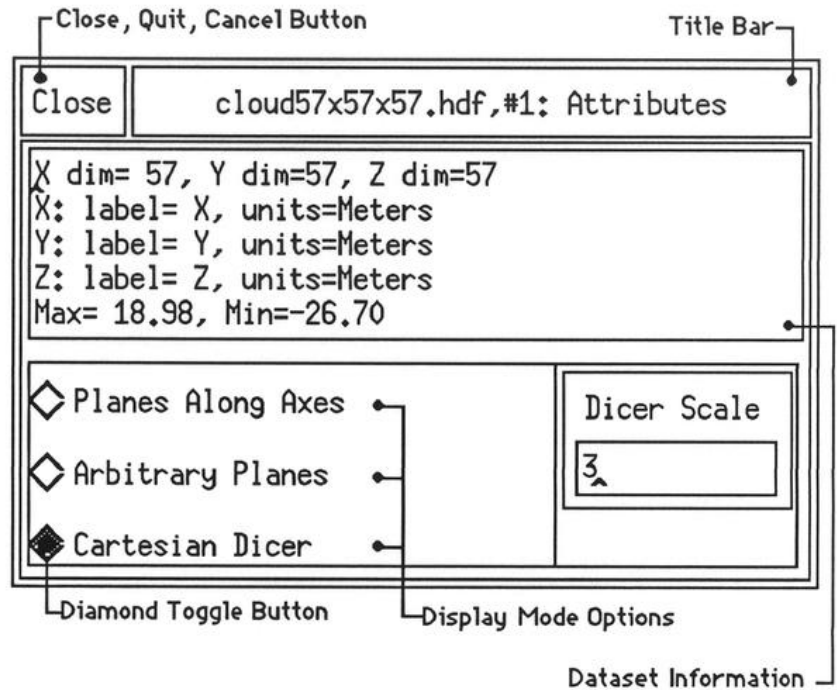 Close, Quit, Cancel Button
Title Bar
Close
cloud57x57x57.hdf,#1: Attributes
X dim= 57, Y dim=57, Z dim=57
X: label= X, units=Meters
Y: label= Y, units=Meters
Z: label= Z, units=Meters
Max= 18.98, Min=-26.70
Planes Along Axes
Arbitrary Planes
Cartesian Dicer
Dicer Scale
3
Diamond Toggle Button
Display Mode Options
Dataset Information